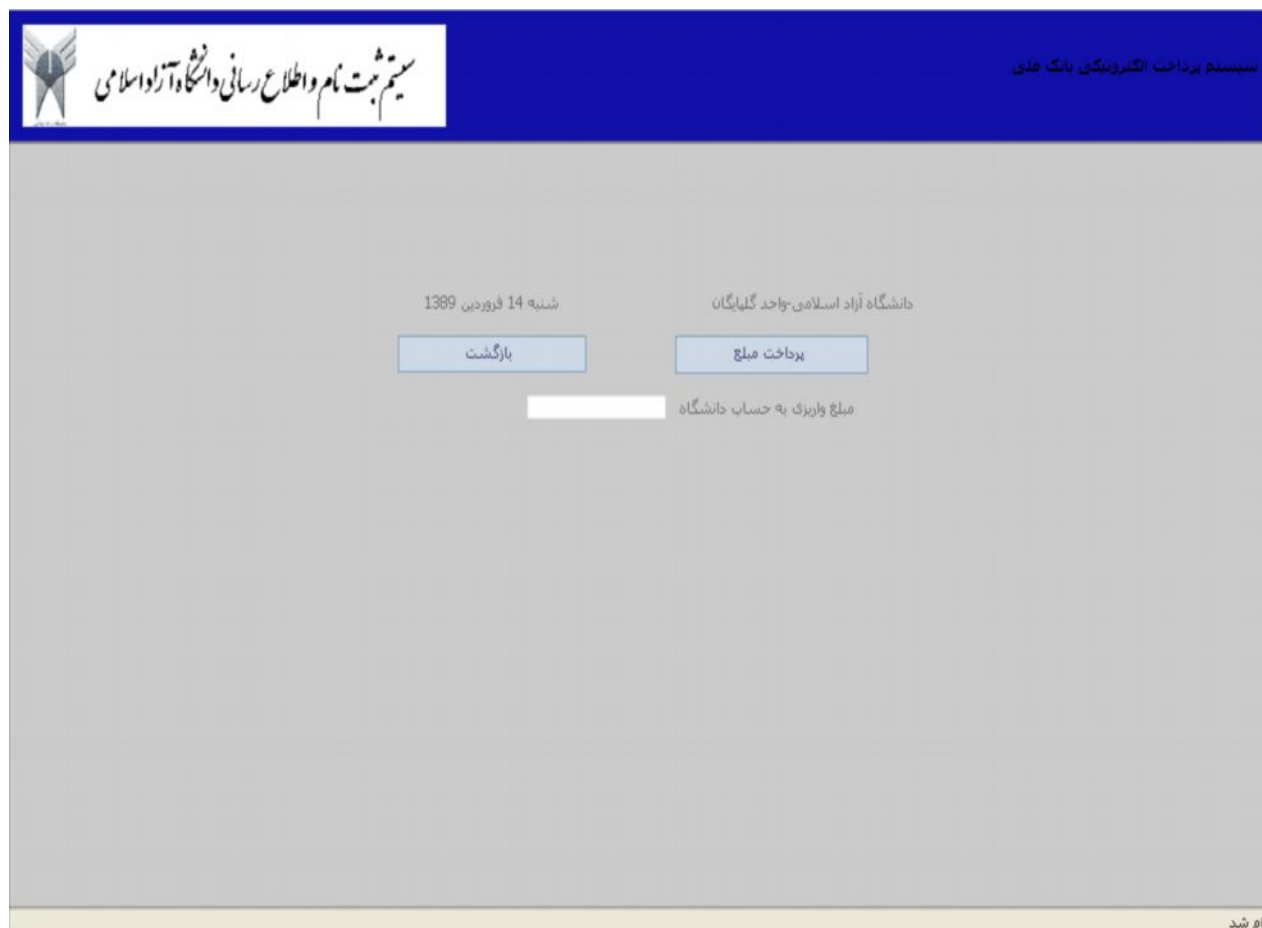 سیستم پرداخت الکترونیکی بانک ملی
سیستم ثبت نام و اطلاع رسانی دانشگاه آزاد اسلامی
دانشگاه آزاد اسلامی-واحد گلپایگان
شنبه 14 فروردین 1389
پرداخت مبلغ
بازگشت
مبلغ واریزی به حساب دانشگاه
شد